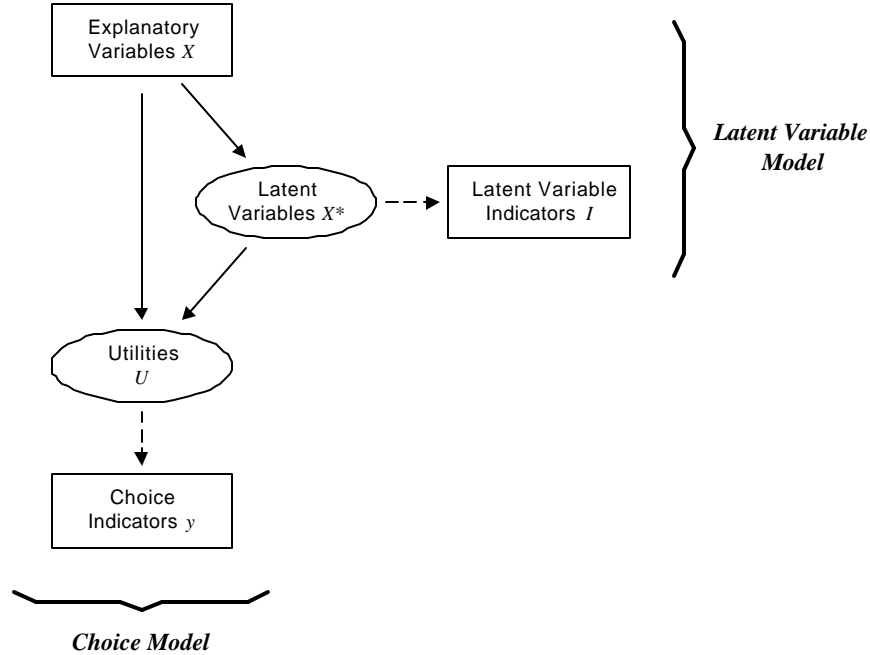 Explanatory
Variables X
Latent Variable
Model
Latent
Variables X*
Latent Variable
Indicators I
Utilities
U
Choice
Indicators y
Choice Model